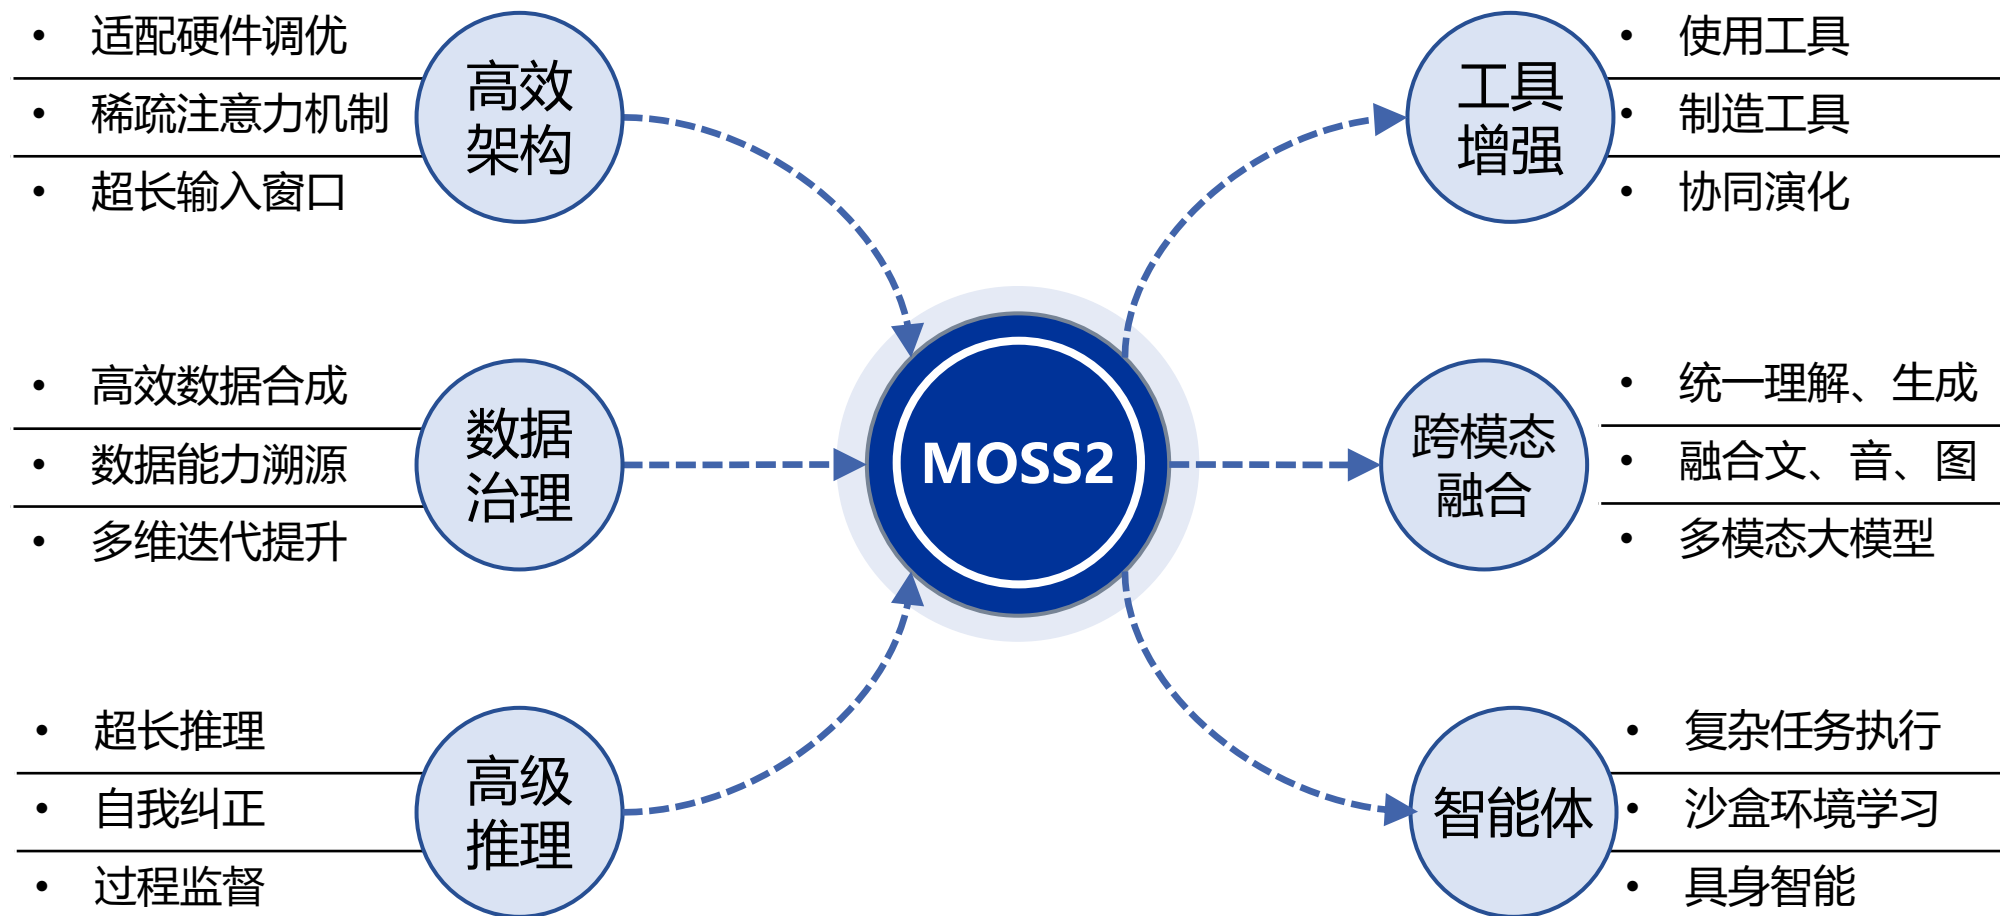 • 适配硬件调优
• 稀疏注意力机制
• 超长输入窗口
高效
架构
• 高效数据合成
• 数据能力溯源
• 多维迭代提升
数据
治理
• 超长推理
• 自我纠正
• 过程监督
高级
推理
MOSS2
工具
增强
• 使用工具
• 制造工具
• 协同演化
跨模态
融合
• 统一理解、生成
• 融合文、音、图
• 多模态大模型
智能体
• 复杂任务执行
• 沙盒环境学习
• 具身智能